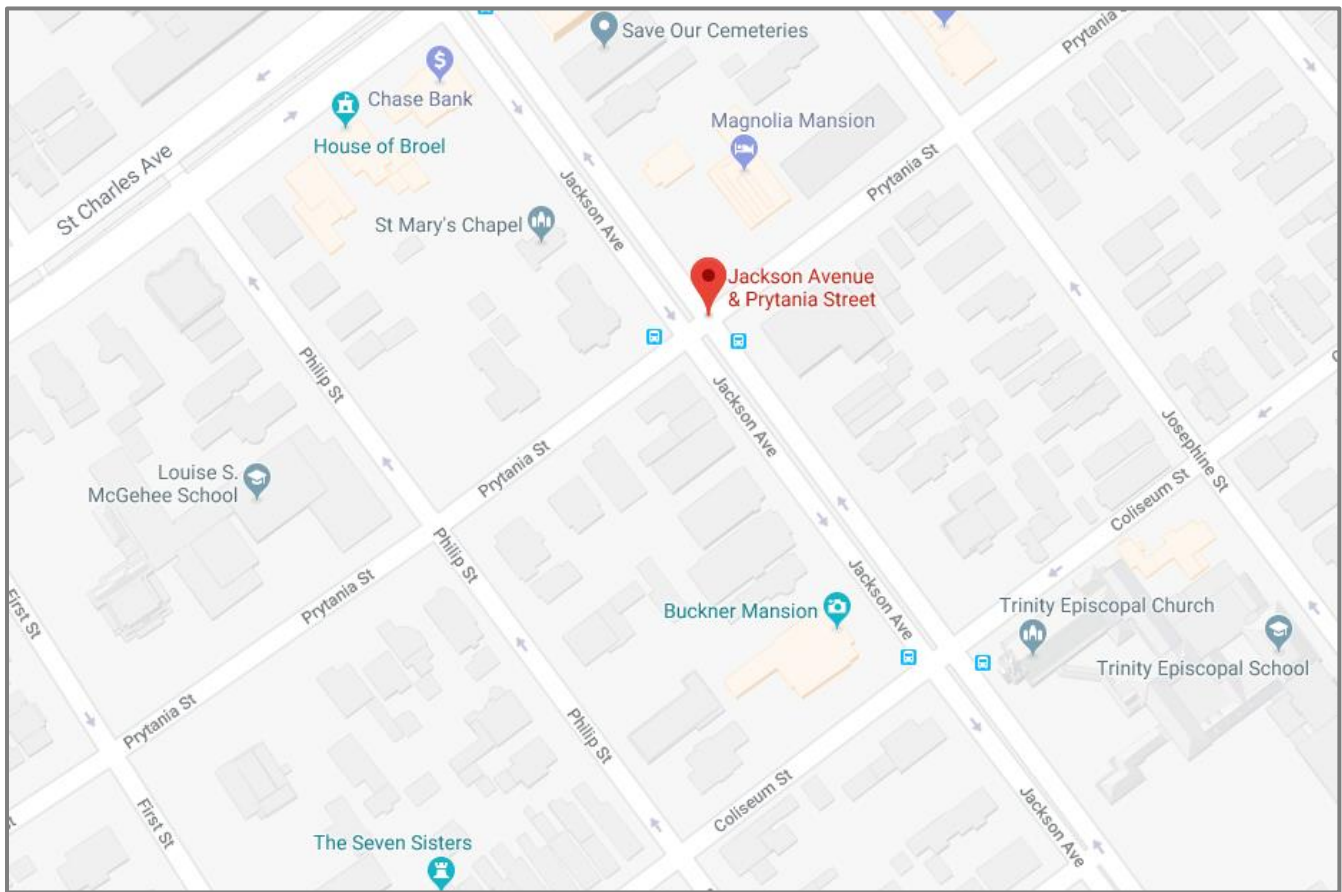 Save Our Cemeteries
Prytania S
$
Chase Bank
House of Broel
Magnolia Mansion
St Charles Ave
Jackson Ave
Prytania St
St Mary's Chapel
Jackson Avenue
& Prytania Street
Philip St
Jackson Ave
Josephine St
Prytania St
Louise S.
McGehee School
Coliseum St
Philip St
Prytania St
Jackson Ave
First St
Buckner Mansion
Trinity Episcopal Church
Trinity Episcopal School
Prytania St
Philip St
Coliseum St
First St
Jackson Ave
The Seven Sisters